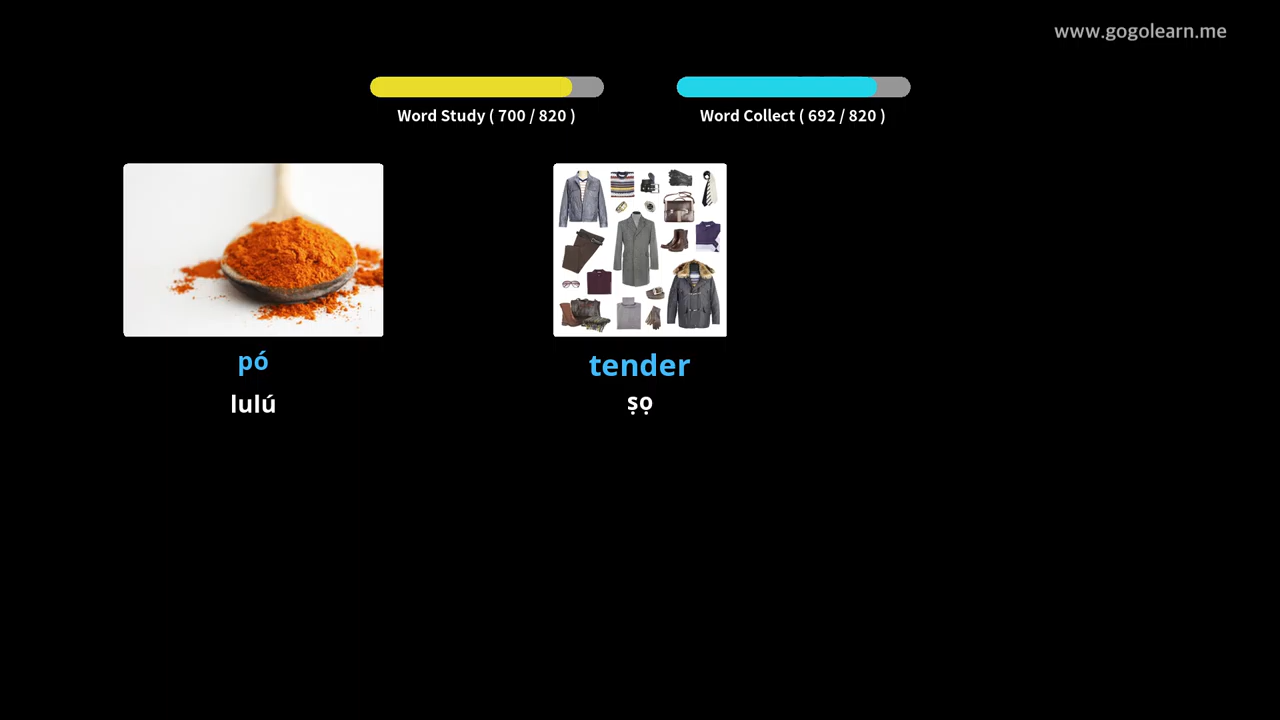 www.gogolearn.me
Word Study ( 700 / 820 )
Word Collect ( 692 / 820 )
pó
lulú
tender
ṣọ